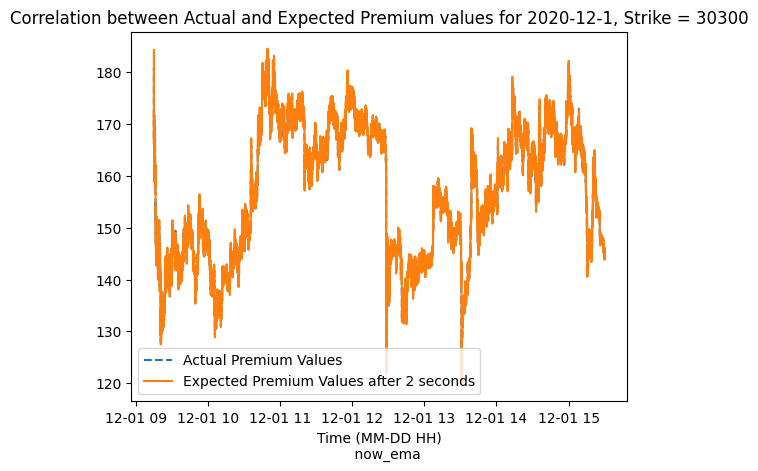 Correlation between Actual and Expected Premium values for 2020-12-1, Strike = 30300
180
170
160
150
140
130
120
Actual Premium Values
Expected Premium Values after 2 seconds
12-01 09 12-01 10 12-01 11 12-01 12 12-01 13 12-01 14 12-01 15
Time (MM-DD HH)
now_ema